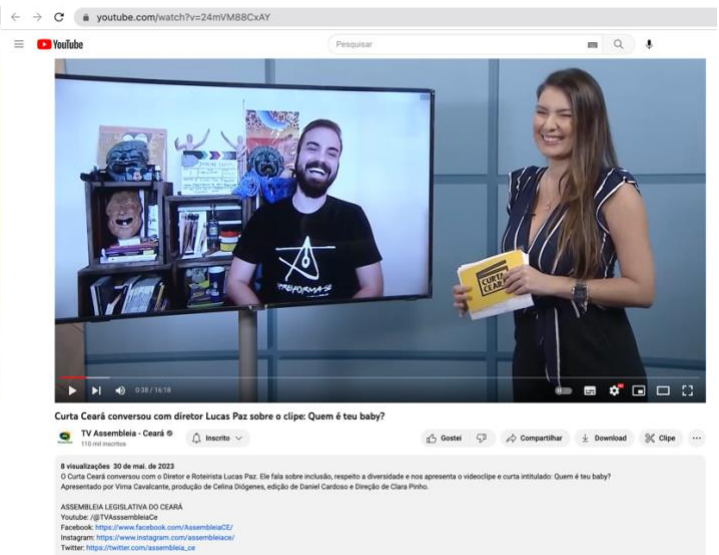 youtube.com/watch?v=24mVM88CxAY
YouTube
Pesquisar
CURTA
CEARÁ
0:38 / 16:18
Curta Ceará conversou com diretor Lucas Paz sobre o clipe: Quem é teu baby?
TV Assembleia - Ceará
110 mil inscritos
Inscrito
Gostei
Compartilhar
Download
Clipe
8 visualizações 30 de mai. de 2023
O Curta Ceará conversou com o Diretor e Roteirista Lucas Paz. Ele fala sobre inclusão, respeito a diversidade e nos apresenta o videoclipe e curta intitulado: Quem é teu baby?
Apresentado por Virna Cavalcante, produção de Celina Diógenes, edição de Daniel Cardoso e Direção de Clara Pinho.
ASSEMBLEIA LEGISLATIVA DO CEARÁ
Youtube: /@TVAsssembleiaCe
Facebook: https://www.facebook.com/AssembleiaCE/
Instagram: https://www.instagram.com/assembleiace/
Twitter: https://twitter.com/assembleia_ce